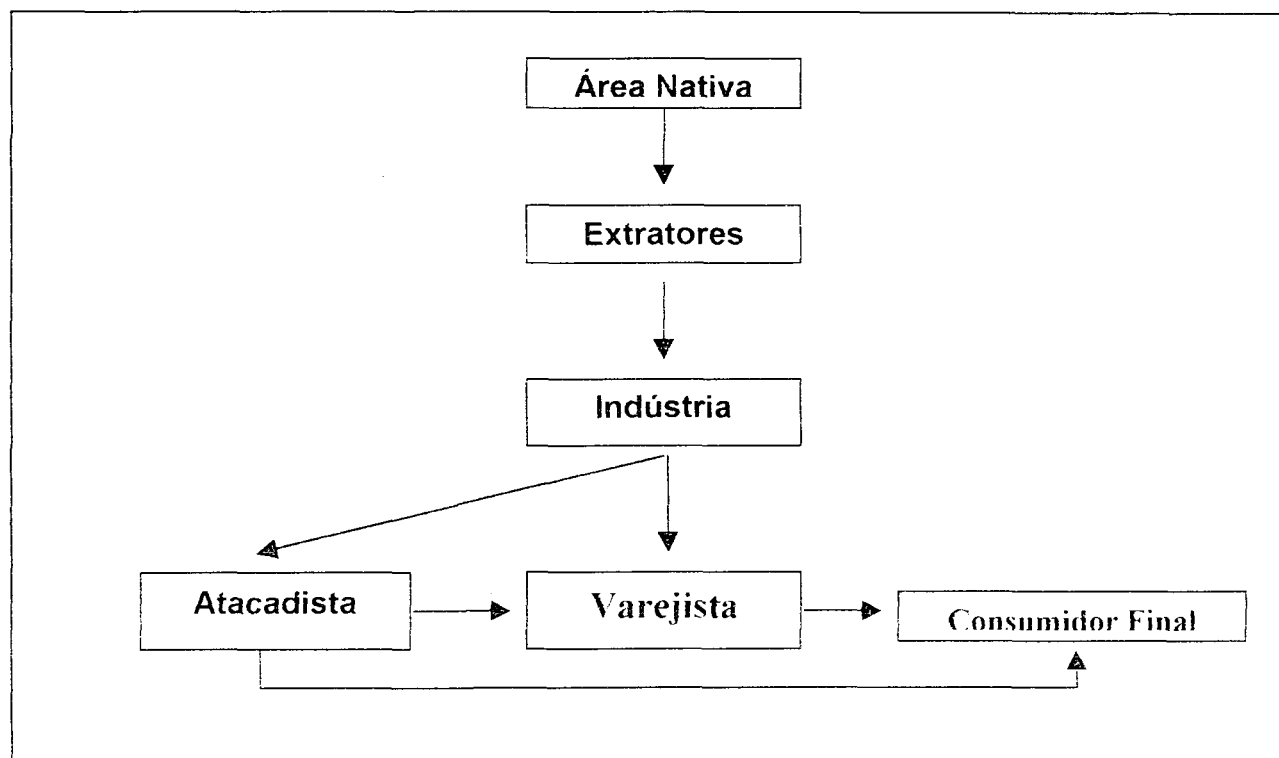 Área Nativa
Extratores
Indústria
Atacadista
Varejista
Consumidor Final